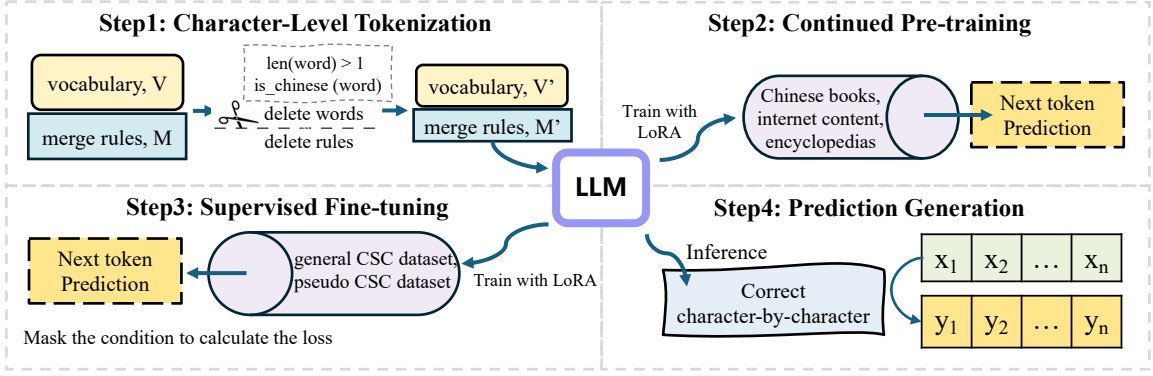 Step1: Character-Level Tokenization
len(word) > 1
is_chinese (word)
vocabulary, V
merge rules, M
delete words
delete rules
vocabulary, V’
merge rules, M’
Step2: Continued Pre-training
Train with
LoRA
Chinese books,
internet content,
encyclopedias
Next token
Prediction
LLM
Step3: Supervised Fine-tuning
Next token
Prediction
general CSC dataset,
pseudo CSC dataset
Train with LoRA
Mask the condition to calculate the loss
Step4: Prediction Generation
Inference
Correct
character-by-character
x1 x2 … xn
y1 y2 … yn